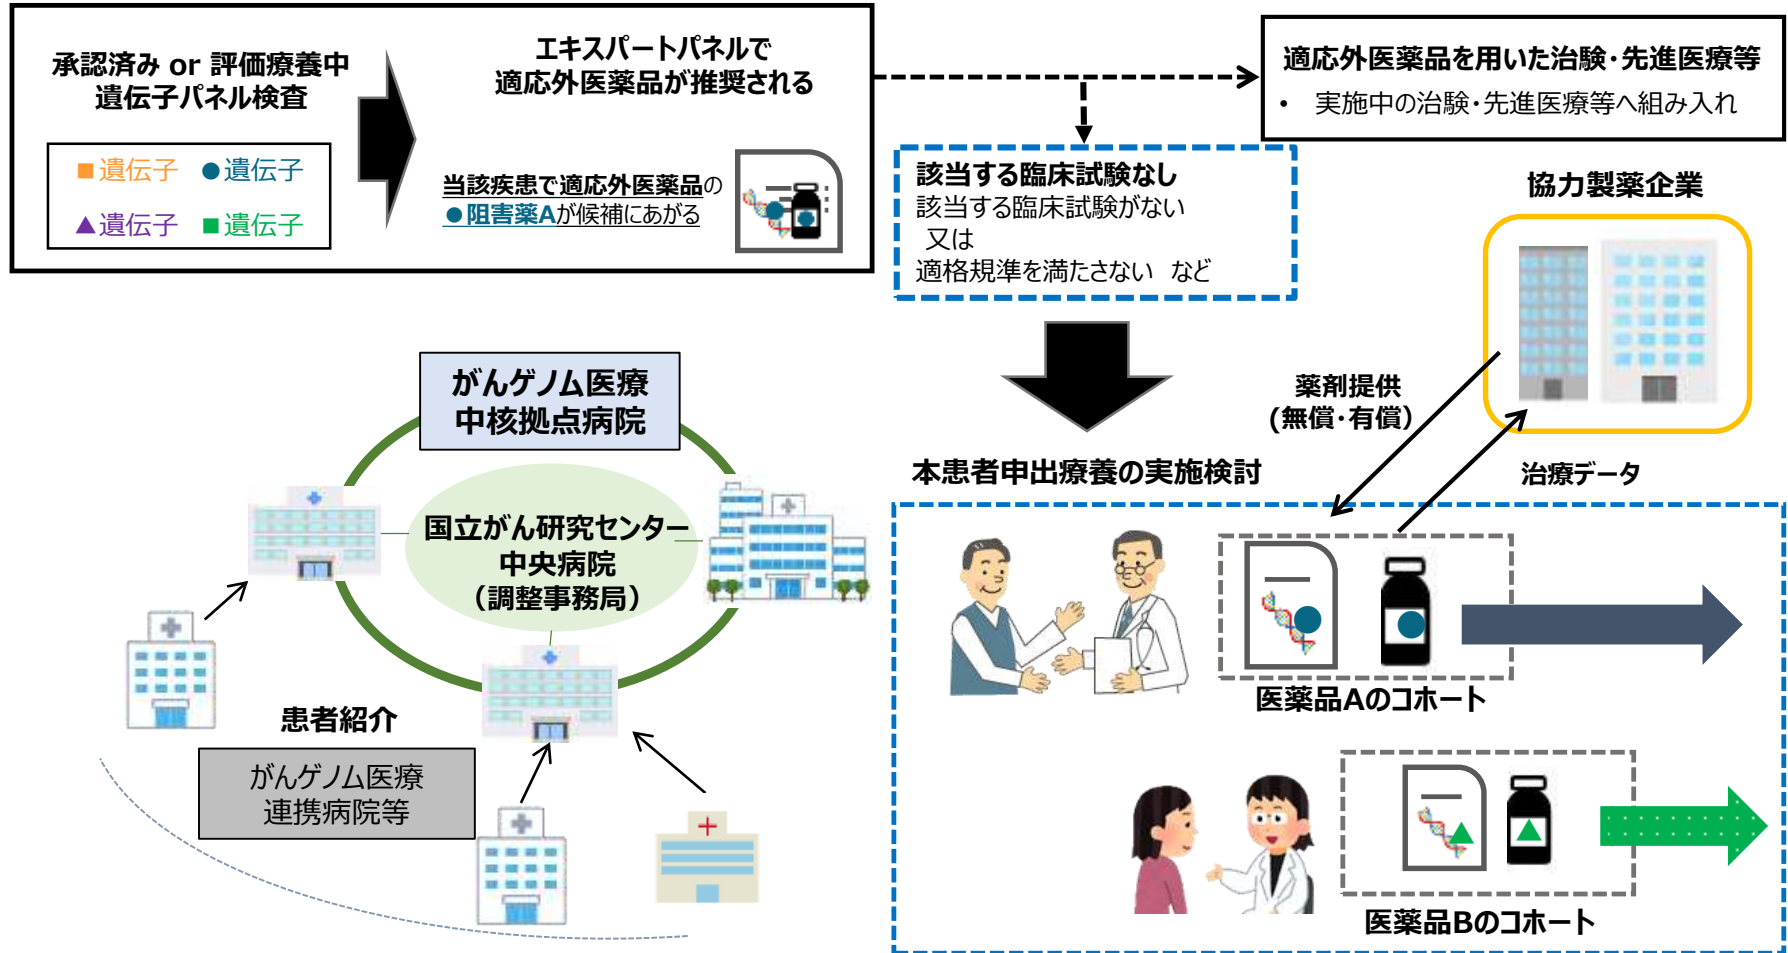 承認済み or 評価療養中
遺伝子パネル検査
■遺伝子 ●遺伝子
▲遺伝子 ■遺伝子
エキスパートパネルで
適応外医薬品が推奨される
当該疾患で適応外医薬品の
●阻害薬Aが候補にあがる
適応外医薬品を用いた治験・先進医療等
• 実施中の治験・先進医療等へ組み入れ
該当する臨床試験なし
該当する臨床試験がない
又は
適格規準を満たさない など
協力製薬企業
薬剤提供
(無償・有償)
治療データ
がんゲノム医療
中核拠点病院
国立がん研究センター
中央病院
（調整事務局）
患者紹介
がんゲノム医療
連携病院等
本患者申出療養の実施検討
医薬品Aのコホート
医薬品Bのコホート